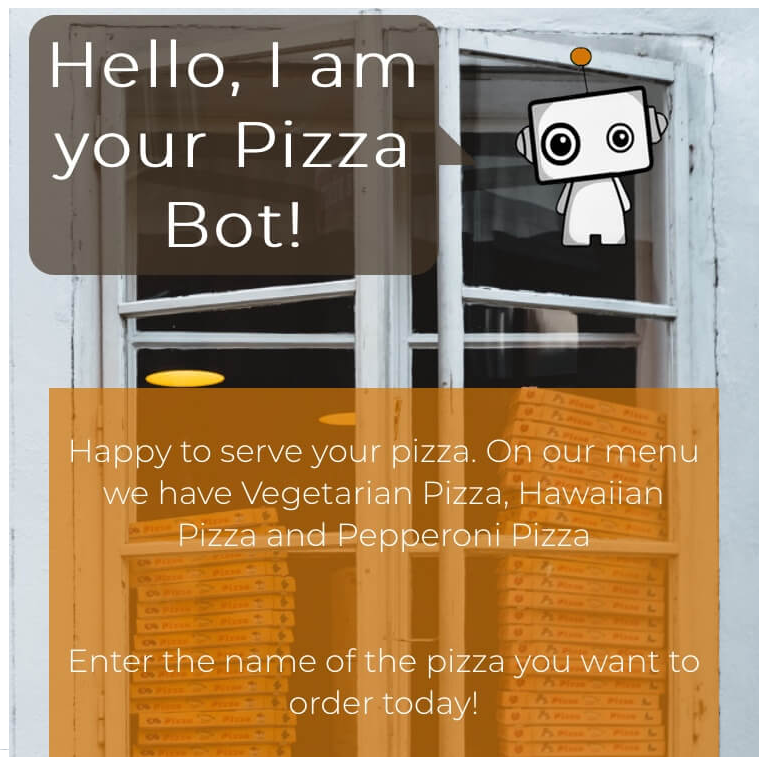 Hello, I am
your Pizza
Bot!
Happy to serve your pizza. On our menu
we have Vegetarian Pizza, Hawaiian
Pizza and Pepperoni Pizza
Enter the name of the pizza you want to
order today!